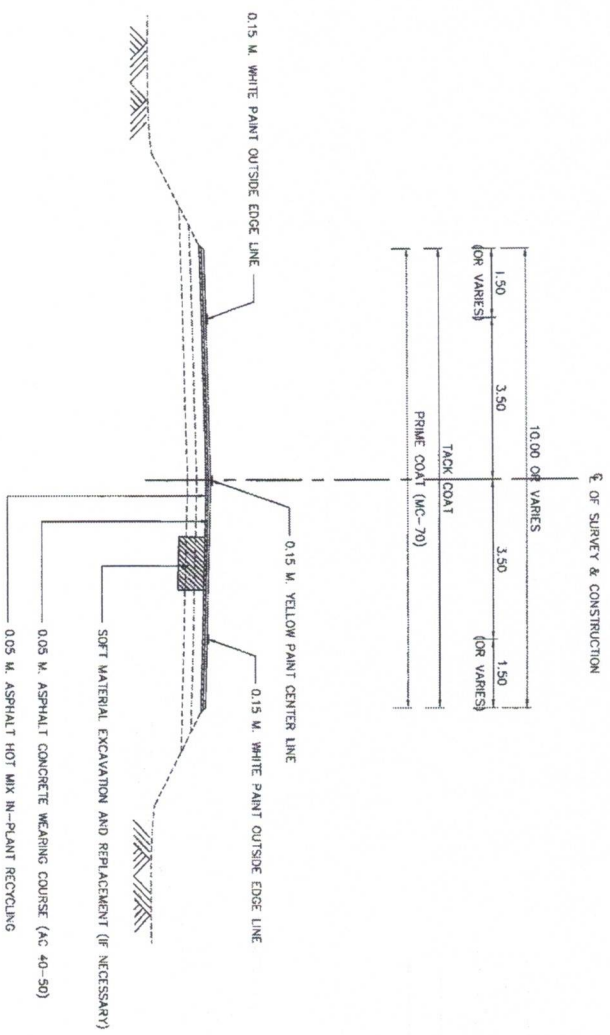 ℄ OF SURVEY & CONSTRUCTION
10.00 OR VARIES
1.50
3.50
3.50
1.50
(OR VARIES)
(OR VARIES)
TACK COAT
PRIME COAT (MC-70)
0.15 M. WHITE PAINT OUTSIDE EDGE LINE
0.15 M. YELLOW PAINT CENTER LINE
0.15 M. WHITE PAINT OUTSIDE EDGE LINE
SOFT MATERIAL EXCAVATION AND REPLACEMENT (IF NECESSARY)
0.05 M. ASPHALT CONCRETE WEARING COURSE (AC 40-50)
0.05 M. ASPHALT HOT MIX IN-PLANT RECYCLING